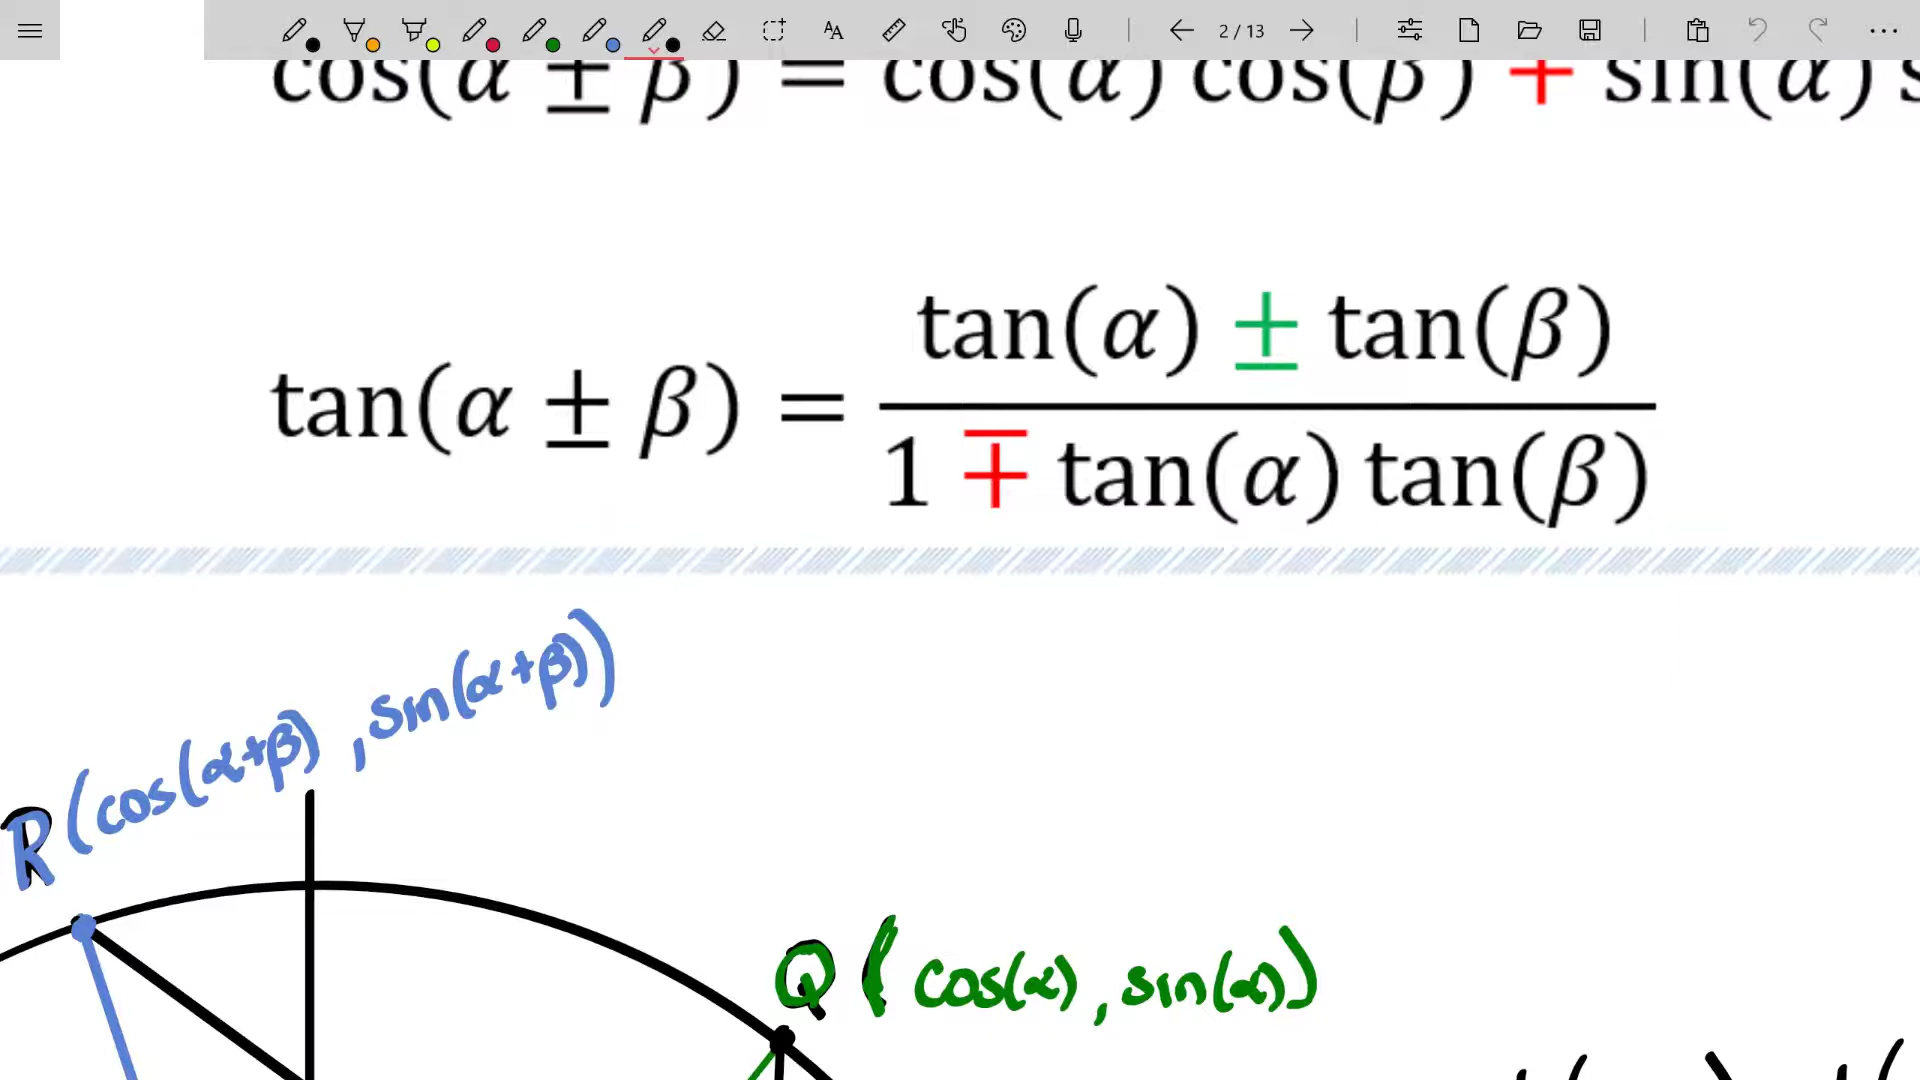 2 / 13
cos(α ± β) = cos(α) cos(β) ∓ sin(α)
tan(α ± β) = tan(α) ± tan(β)
1 ∓ tan(α) tan(β)
R(cos(α+β), sin(α+β))
Q(cos(α), sin(α))